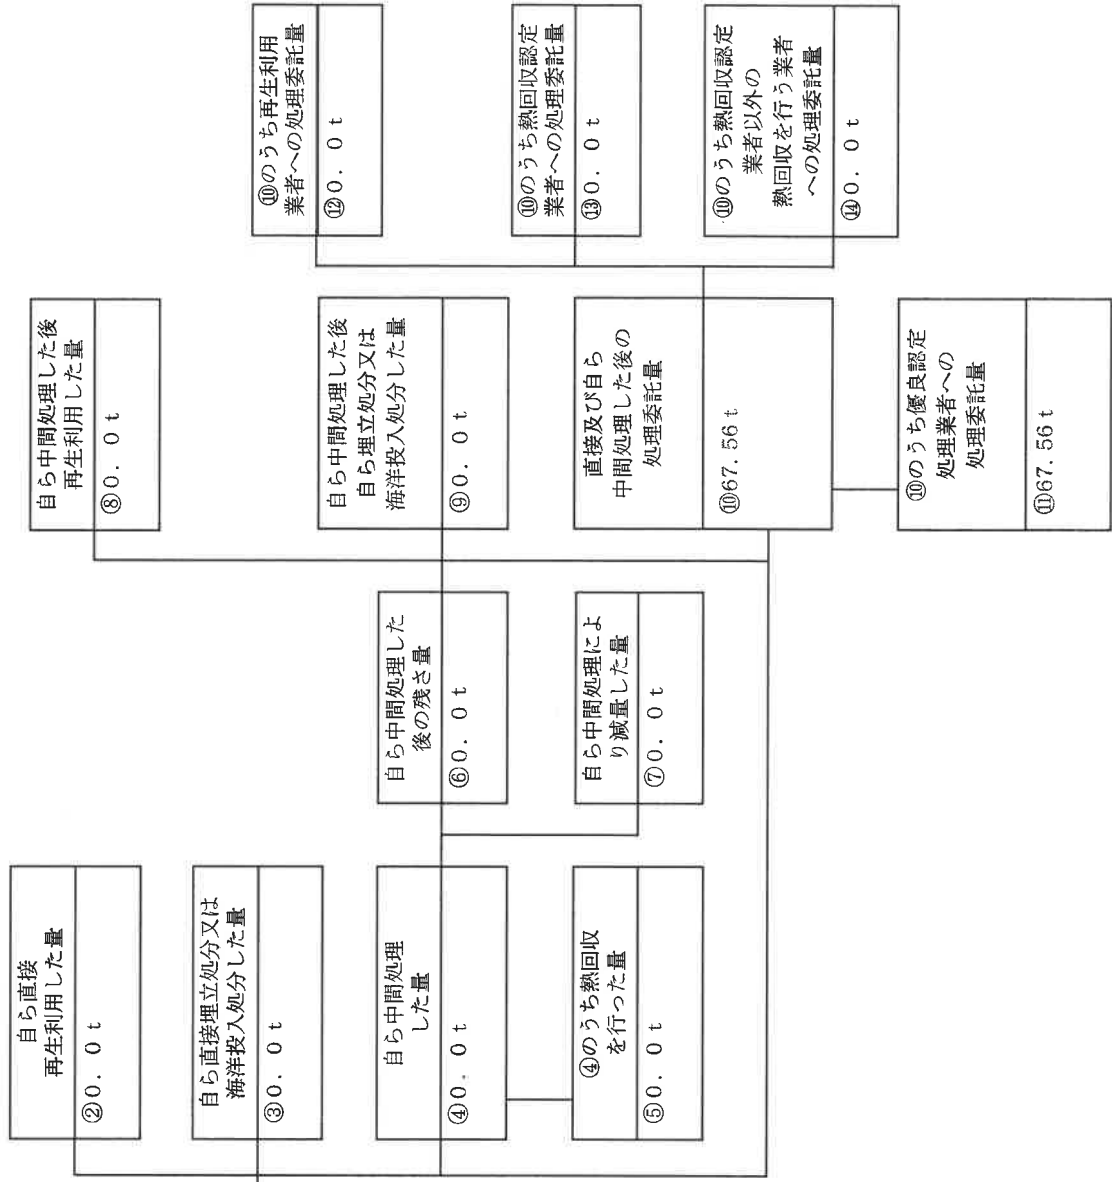 自ら直接
再生利用した量
②0.0t
自ら直接埋立処分又は
海洋投入処分した量
③0.0t
自ら中間処理
した量
④0.0t
④のうち熱回収
を行った量
⑤0.0t
自ら中間処理した
後の残さ量
⑥0.0t
自ら中間処理によ
り減量した量
⑦0.0t
自ら中間処理した後
再生利用した量
⑧0.0t
自ら中間処理した後
自ら埋立処分又は
海洋投入処分した量
⑨0.0t
直接及び自ら
中間処理した後の
処理委託量
⑩67.56t
⑩のうち優良認定
処理業者への
処理委託量
⑪67.56t
⑩のうち再生利用
業者への処理委託量
⑫0.0t
⑩のうち熱回収認定
業者への処理委託量
⑬0.0t
⑩のうち熱回収認定
業者以外の
熱回収を行う業者
への処理委託量
⑭0.0t